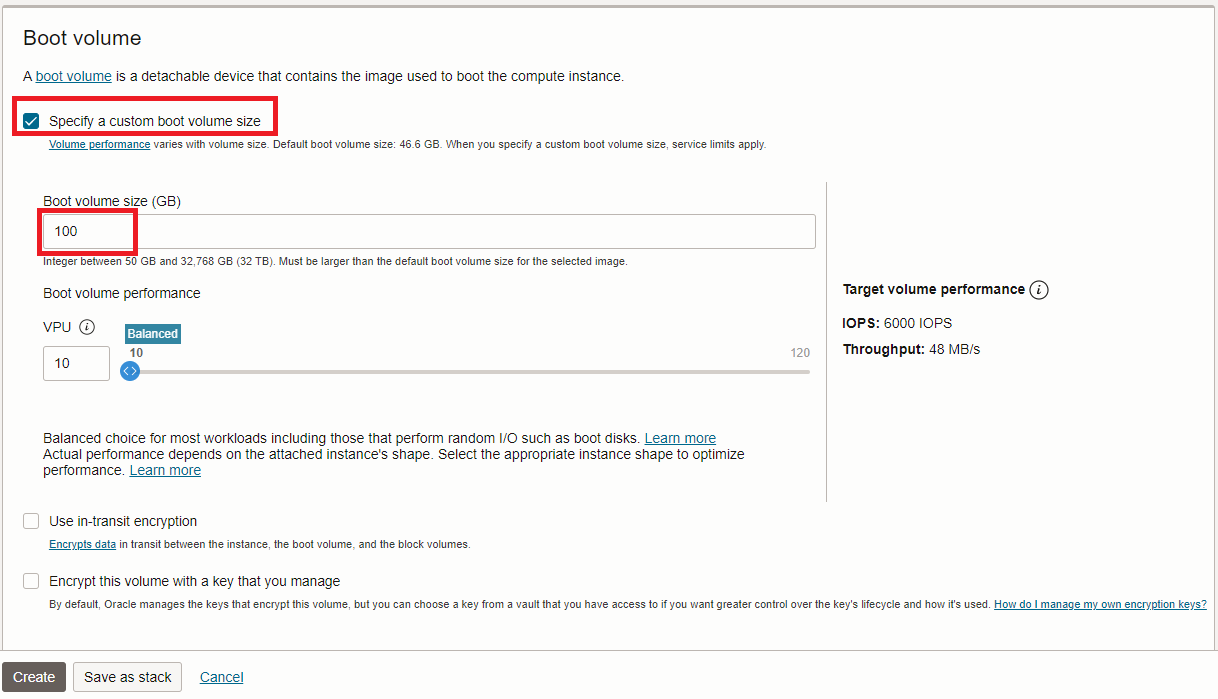 Boot volume
A boot volume is a detachable device that contains the image used to boot the compute instance.
Specify a custom boot volume size
Volume performance varies with volume size. Default boot volume size: 46.6 GB. When you specify a custom boot volume size, service limits apply.
Boot volume size (GB)
100
Integer between 50 GB and 32,768 GB (32 TB). Must be larger than the default boot volume size for the selected image.
Boot volume performance
VPU i
Balanced
10
10
120
Target volume performance i
IOPS: 6000 IOPS
Throughput: 48 MB/s
Balanced choice for most workloads including those that perform random I/O such as boot disks. Learn more
Actual performance depends on the attached instance's shape. Select the appropriate instance shape to optimize
performance. Learn more
Use in-transit encryption
Encrypts data in transit between the instance, the boot volume, and the block volumes.
Encrypt this volume with a key that you manage
By default, Oracle manages the keys that encrypt this volume, but you can choose a key from a vault that you have access to if you want greater control over the key's lifecycle and how it's used. How do I manage my own encryption keys?
Create
Save as stack
Cancel